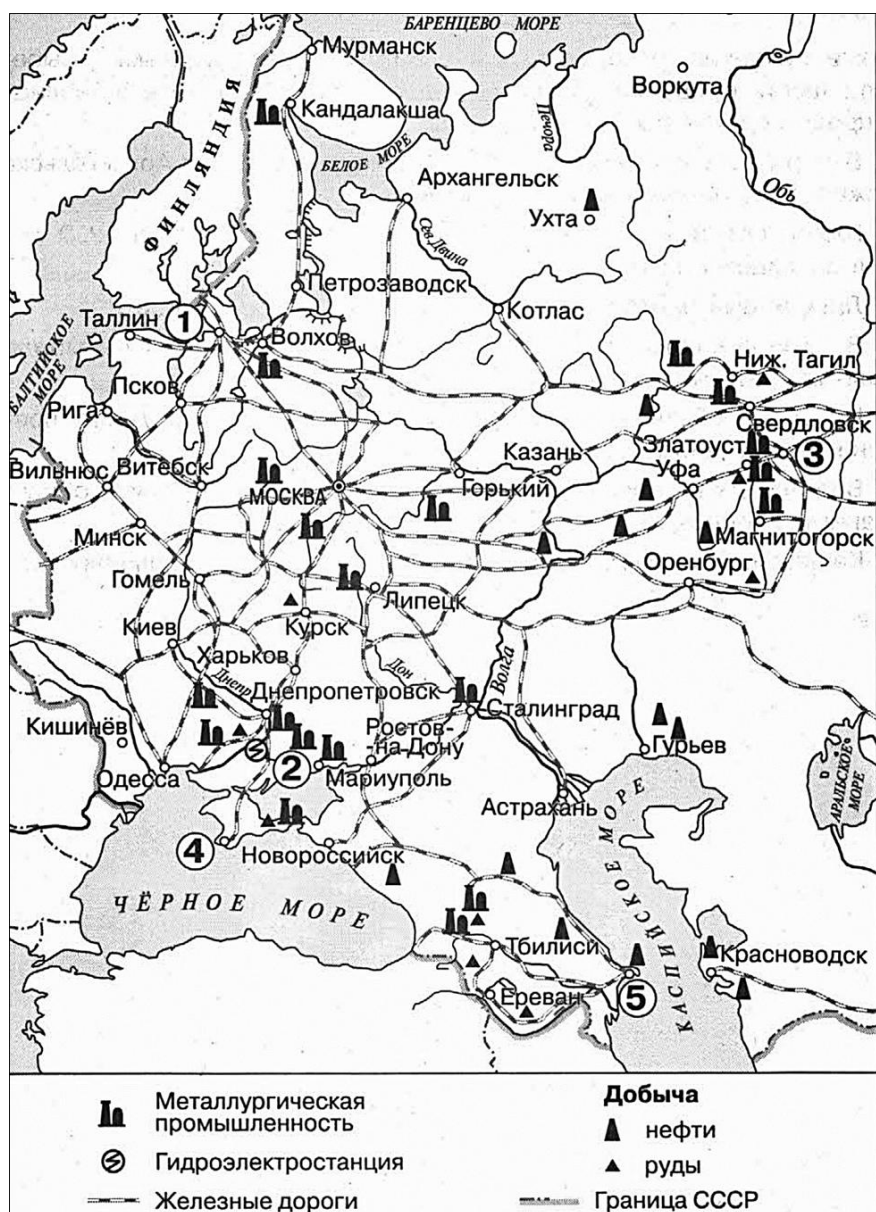 БАРЕНЦЕВО МОРЕ
Мурманск
Воркута
Кандалакша
Печора
ФИНЛЯНДИЯ
БЕЛОЕ МОРЕ
Архангельск
Обь
Ухта
Сев. Двина
Петрозаводск
Котлас
1
Таллин
Волхов
БАЛТИЙСКОЕ
МОРЕ
Ниж. Тагил
Псков
Рига
Свердловск
Казань
Златоуст
3
Вильнюс
Витебск
Уфа
Горький
МОСКВА
Минск
Магнитогорск
Оренбург
Гомель
Липецк
Киев
Курск
Харьков
Дон
Волга
Днепр
Днепропетровск
Сталинград
Кишинёв
Ростов-
на-Дону
Гурьев
2
Одесса
Мариуполь
Астрахань
АРАЛЬСКОЕ
МОРЕ
4
Новороссийск
ЧЁРНОЕ МОРЕ
КАСПИЙСКОЕ МОРЕ
Тбилиси
Красноводск
Ереван
5
Металлургическая
промышленность
Гидроэлектростанция
Железные дороги
Добыча
нефти
руды
Граница СССР